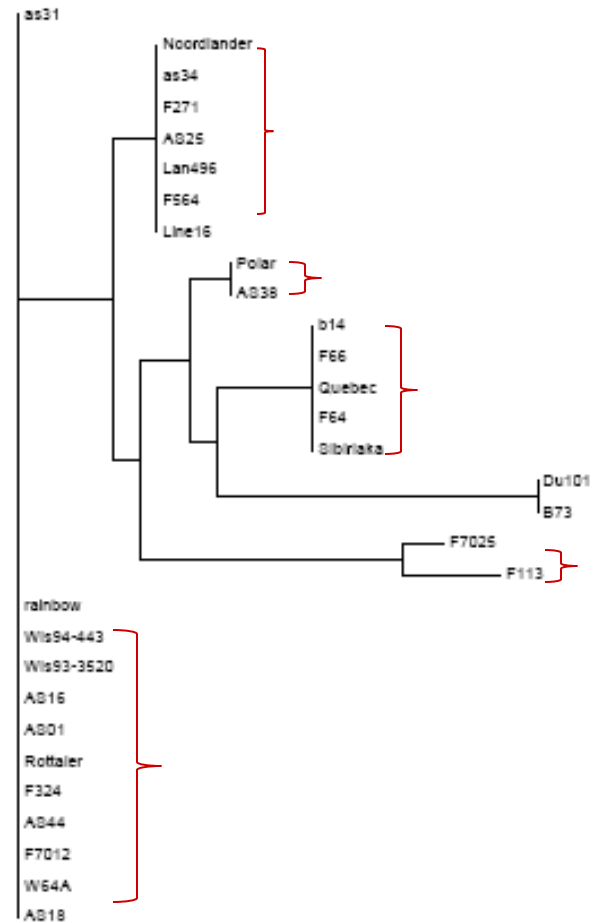 as31
Noordlander
as34
F271
AS25
Lan496
F564
Line16
Polar
AS38
b14
F66
Quebec
F64
Sibiriaka
Du101
B73
F7025
F113
rainbow
Wis94-443
Wis93-3520
AS16
AS01
Rottaler
F324
AS44
F7012
W64A
AS18